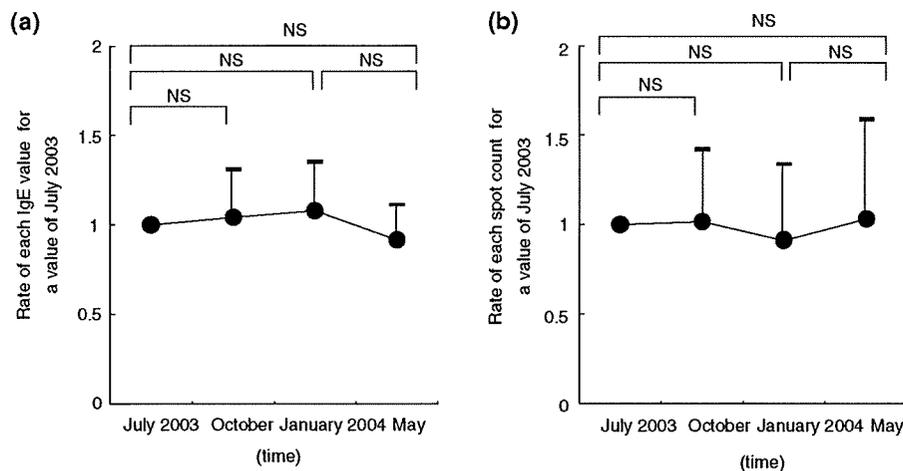 (a)
NS
NS
NS
NS
Rate of each IgE value for
a value of July 2003
2
1.5
1
0.5
0
July 2003 October January 2004 May
(time)
(b)
NS
NS
NS
NS
Rate of each spot count for
a value of July 2003
2
1.5
1
0.5
0
July 2003 October January 2004 May
(time)